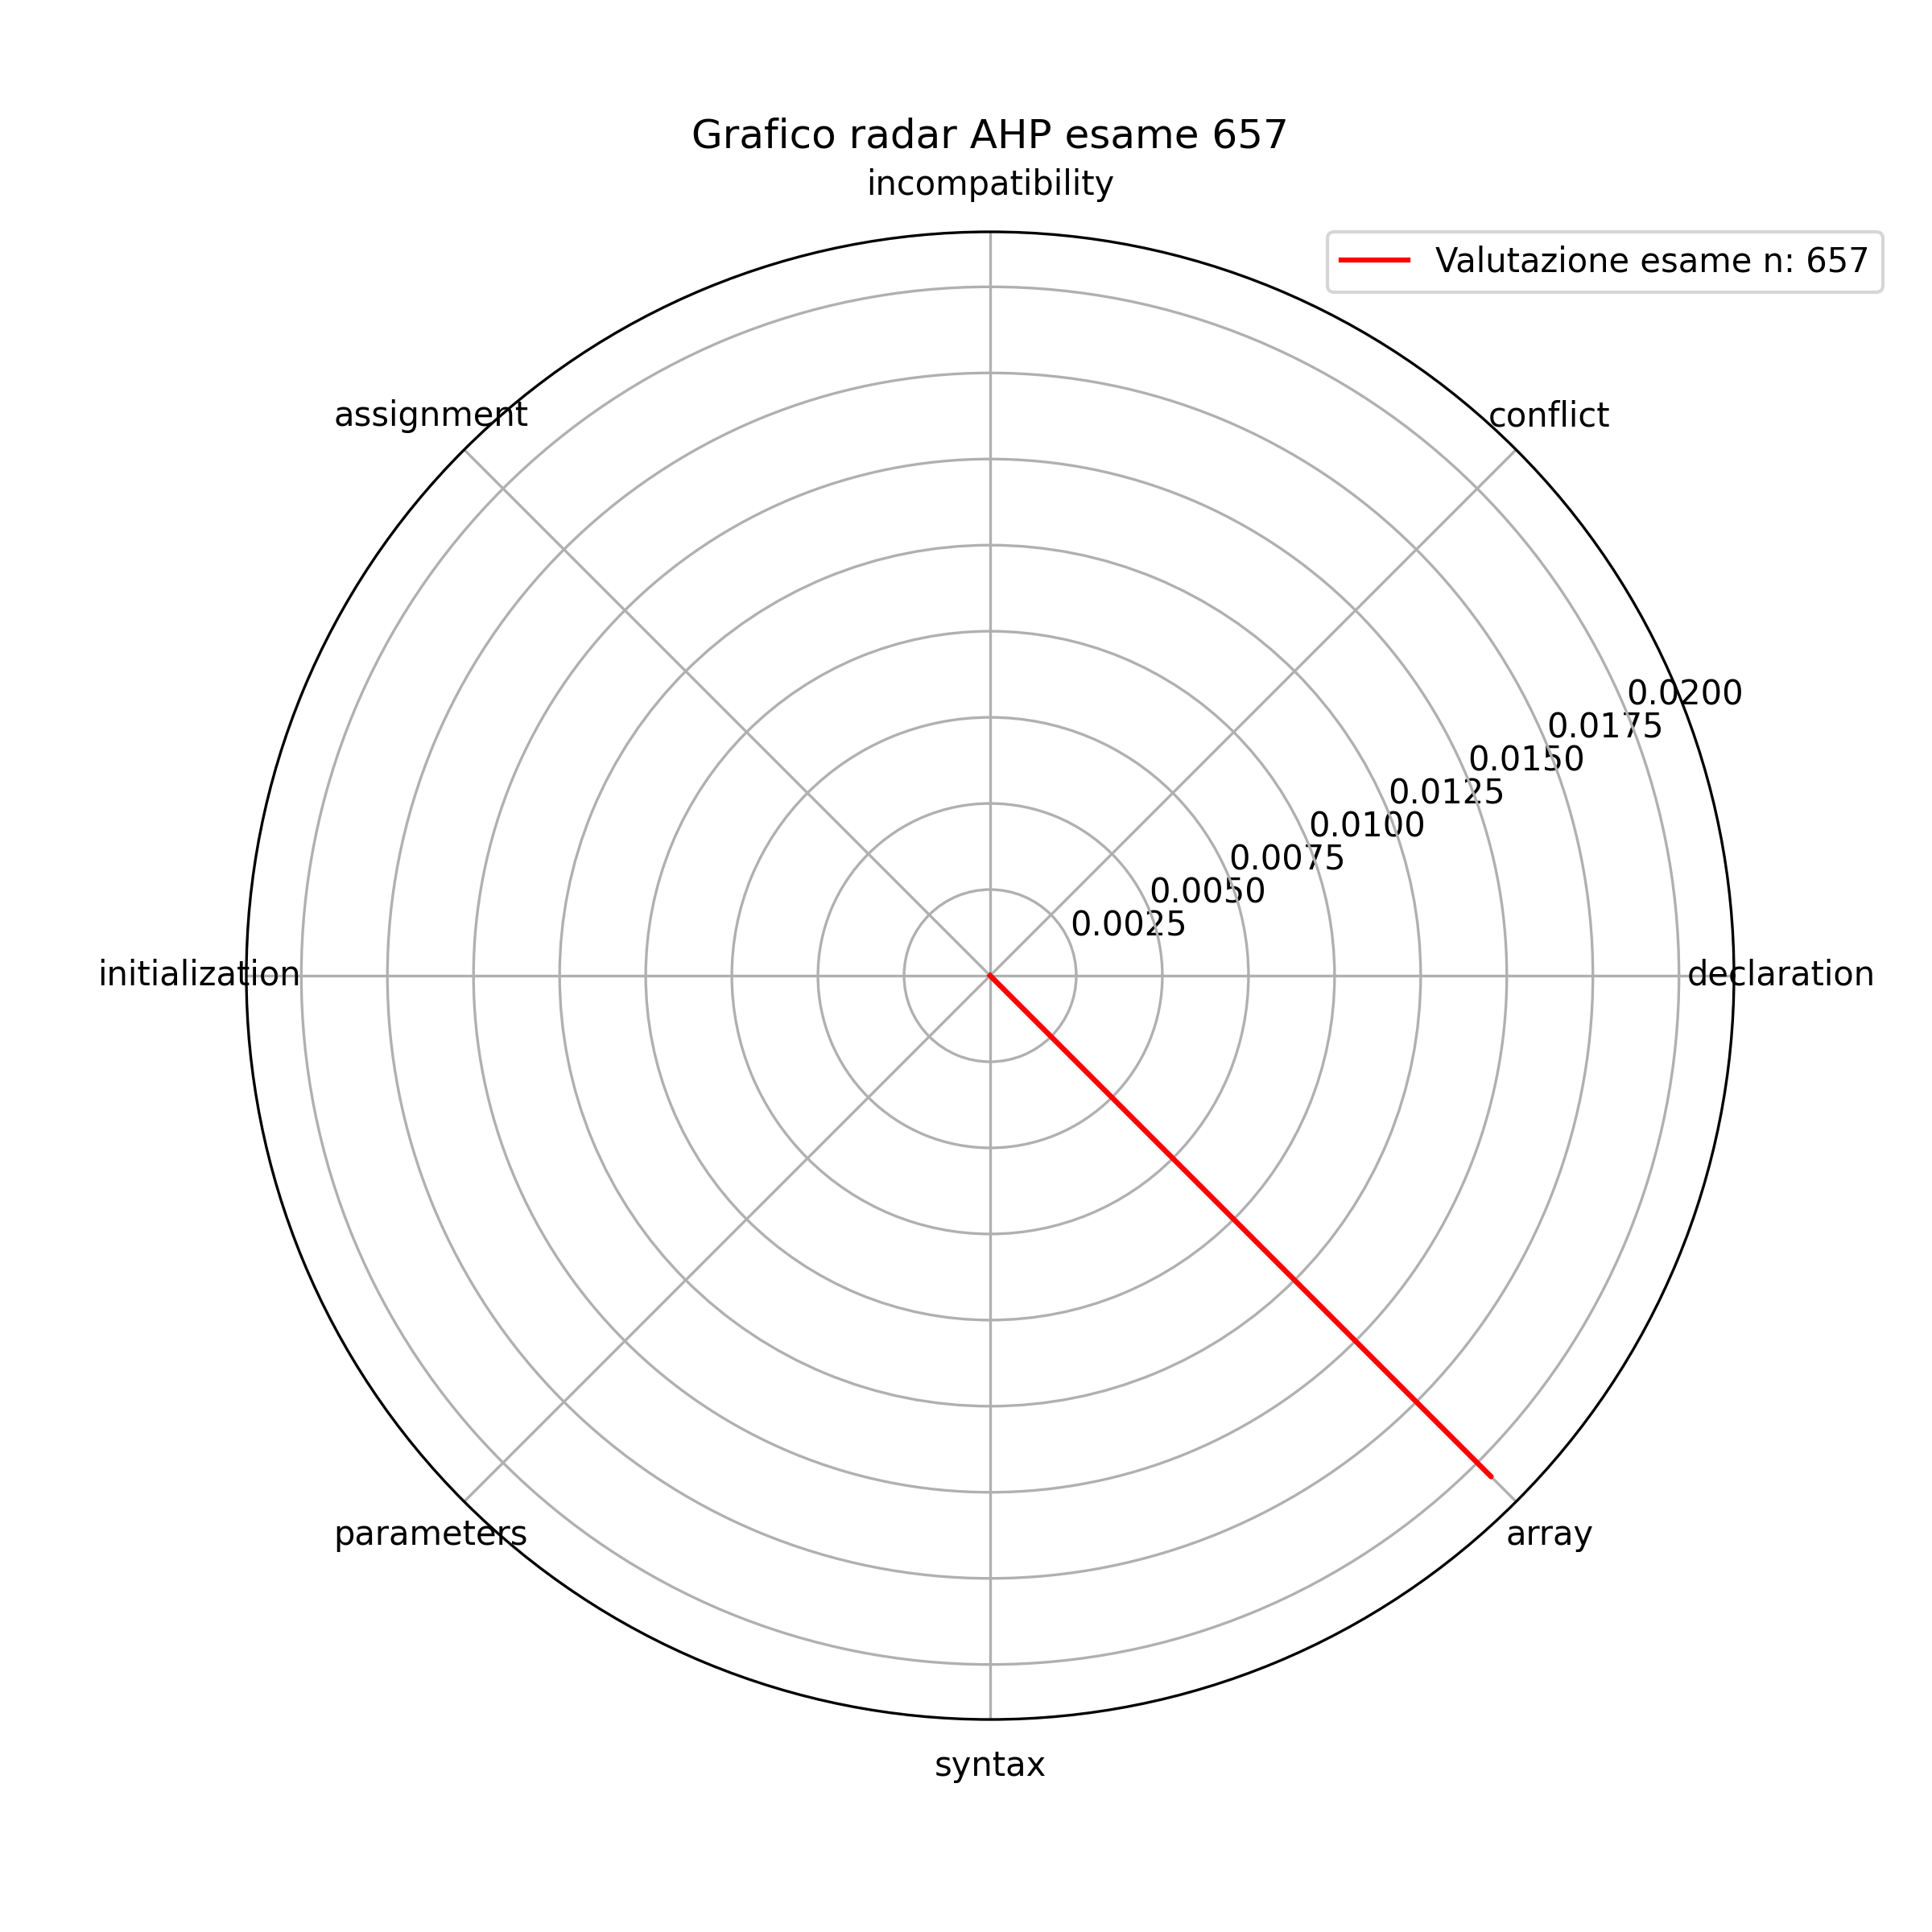 Grafico radar AHP esame 657
incompatibility
Valutazione esame n: 657
assignment
conflict
0.0200
0.0175
0.0150
0.0125
0.0100
0.0075
0.0050
0.0025
initialization
declaration
parameters
array
syntax